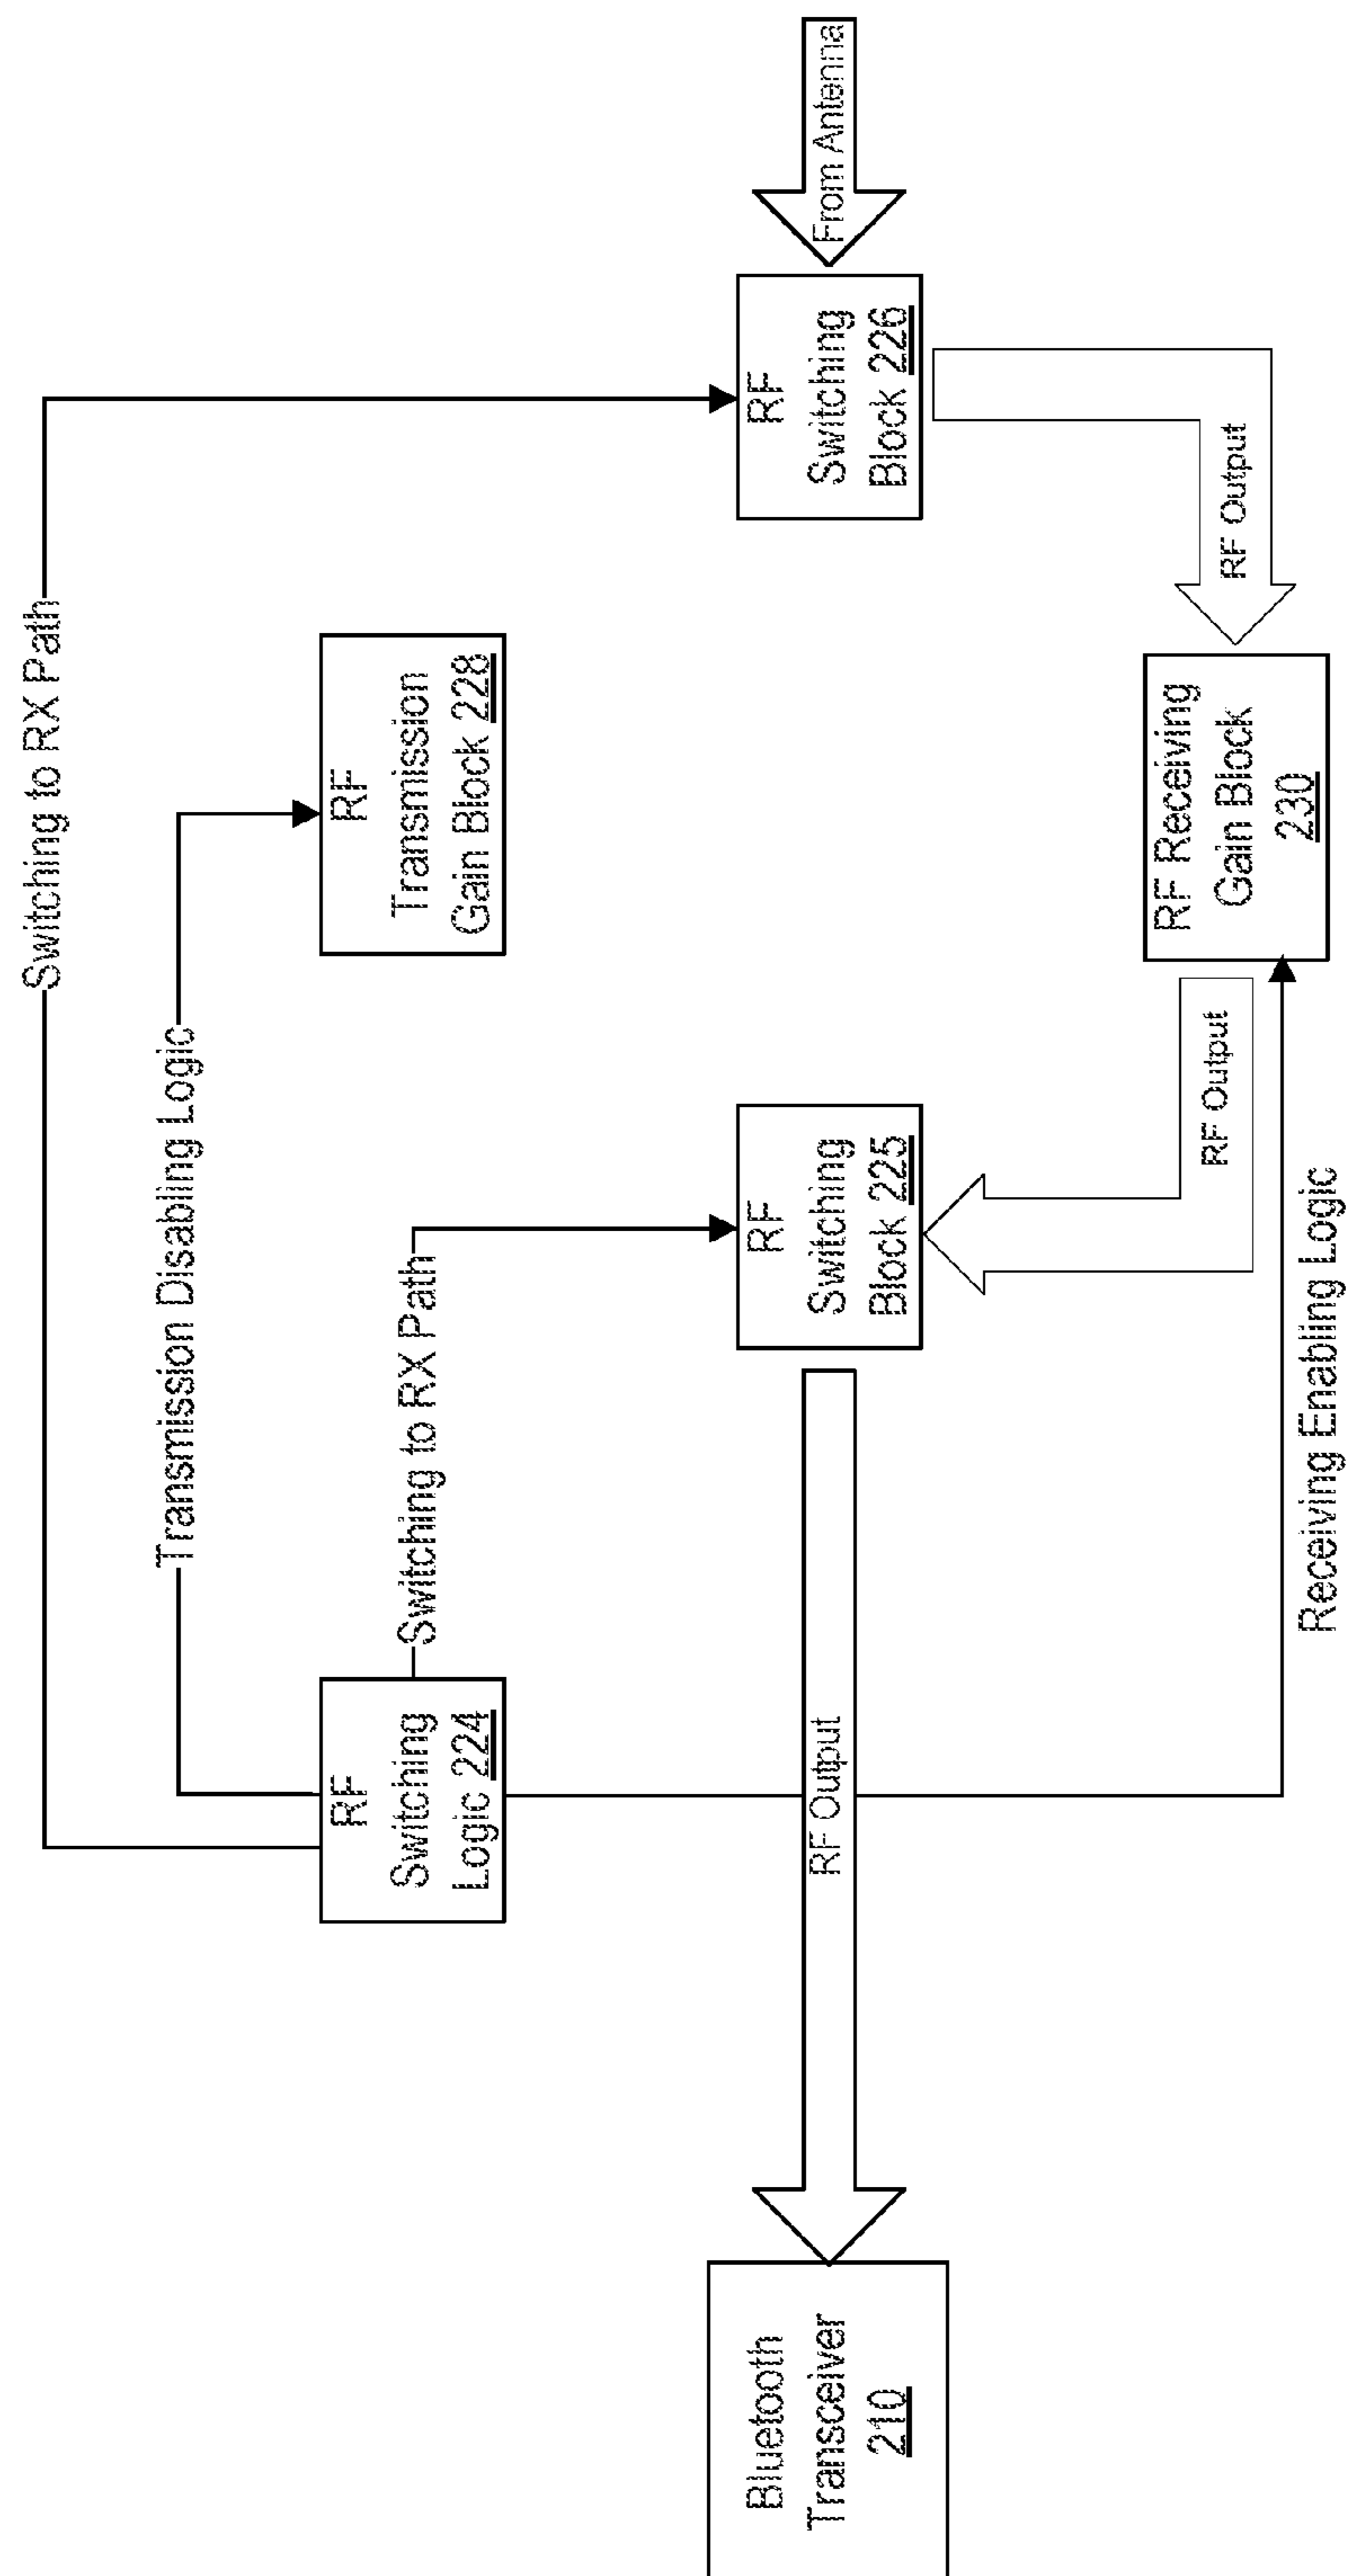 Switching to RX Path
Transmission Disabling Logic
RF
Switching
Logic 224
Switching to RX Path
RF
Transmission
Gain Block 228
Bluetooth
Transceiver
210
RF Output
RF
Switching
Block 225
RF
Switching
Block 226
From Antenna
RF Output
RF Receiving
Gain Block
230
RF Output
Receiving Enabling Logic